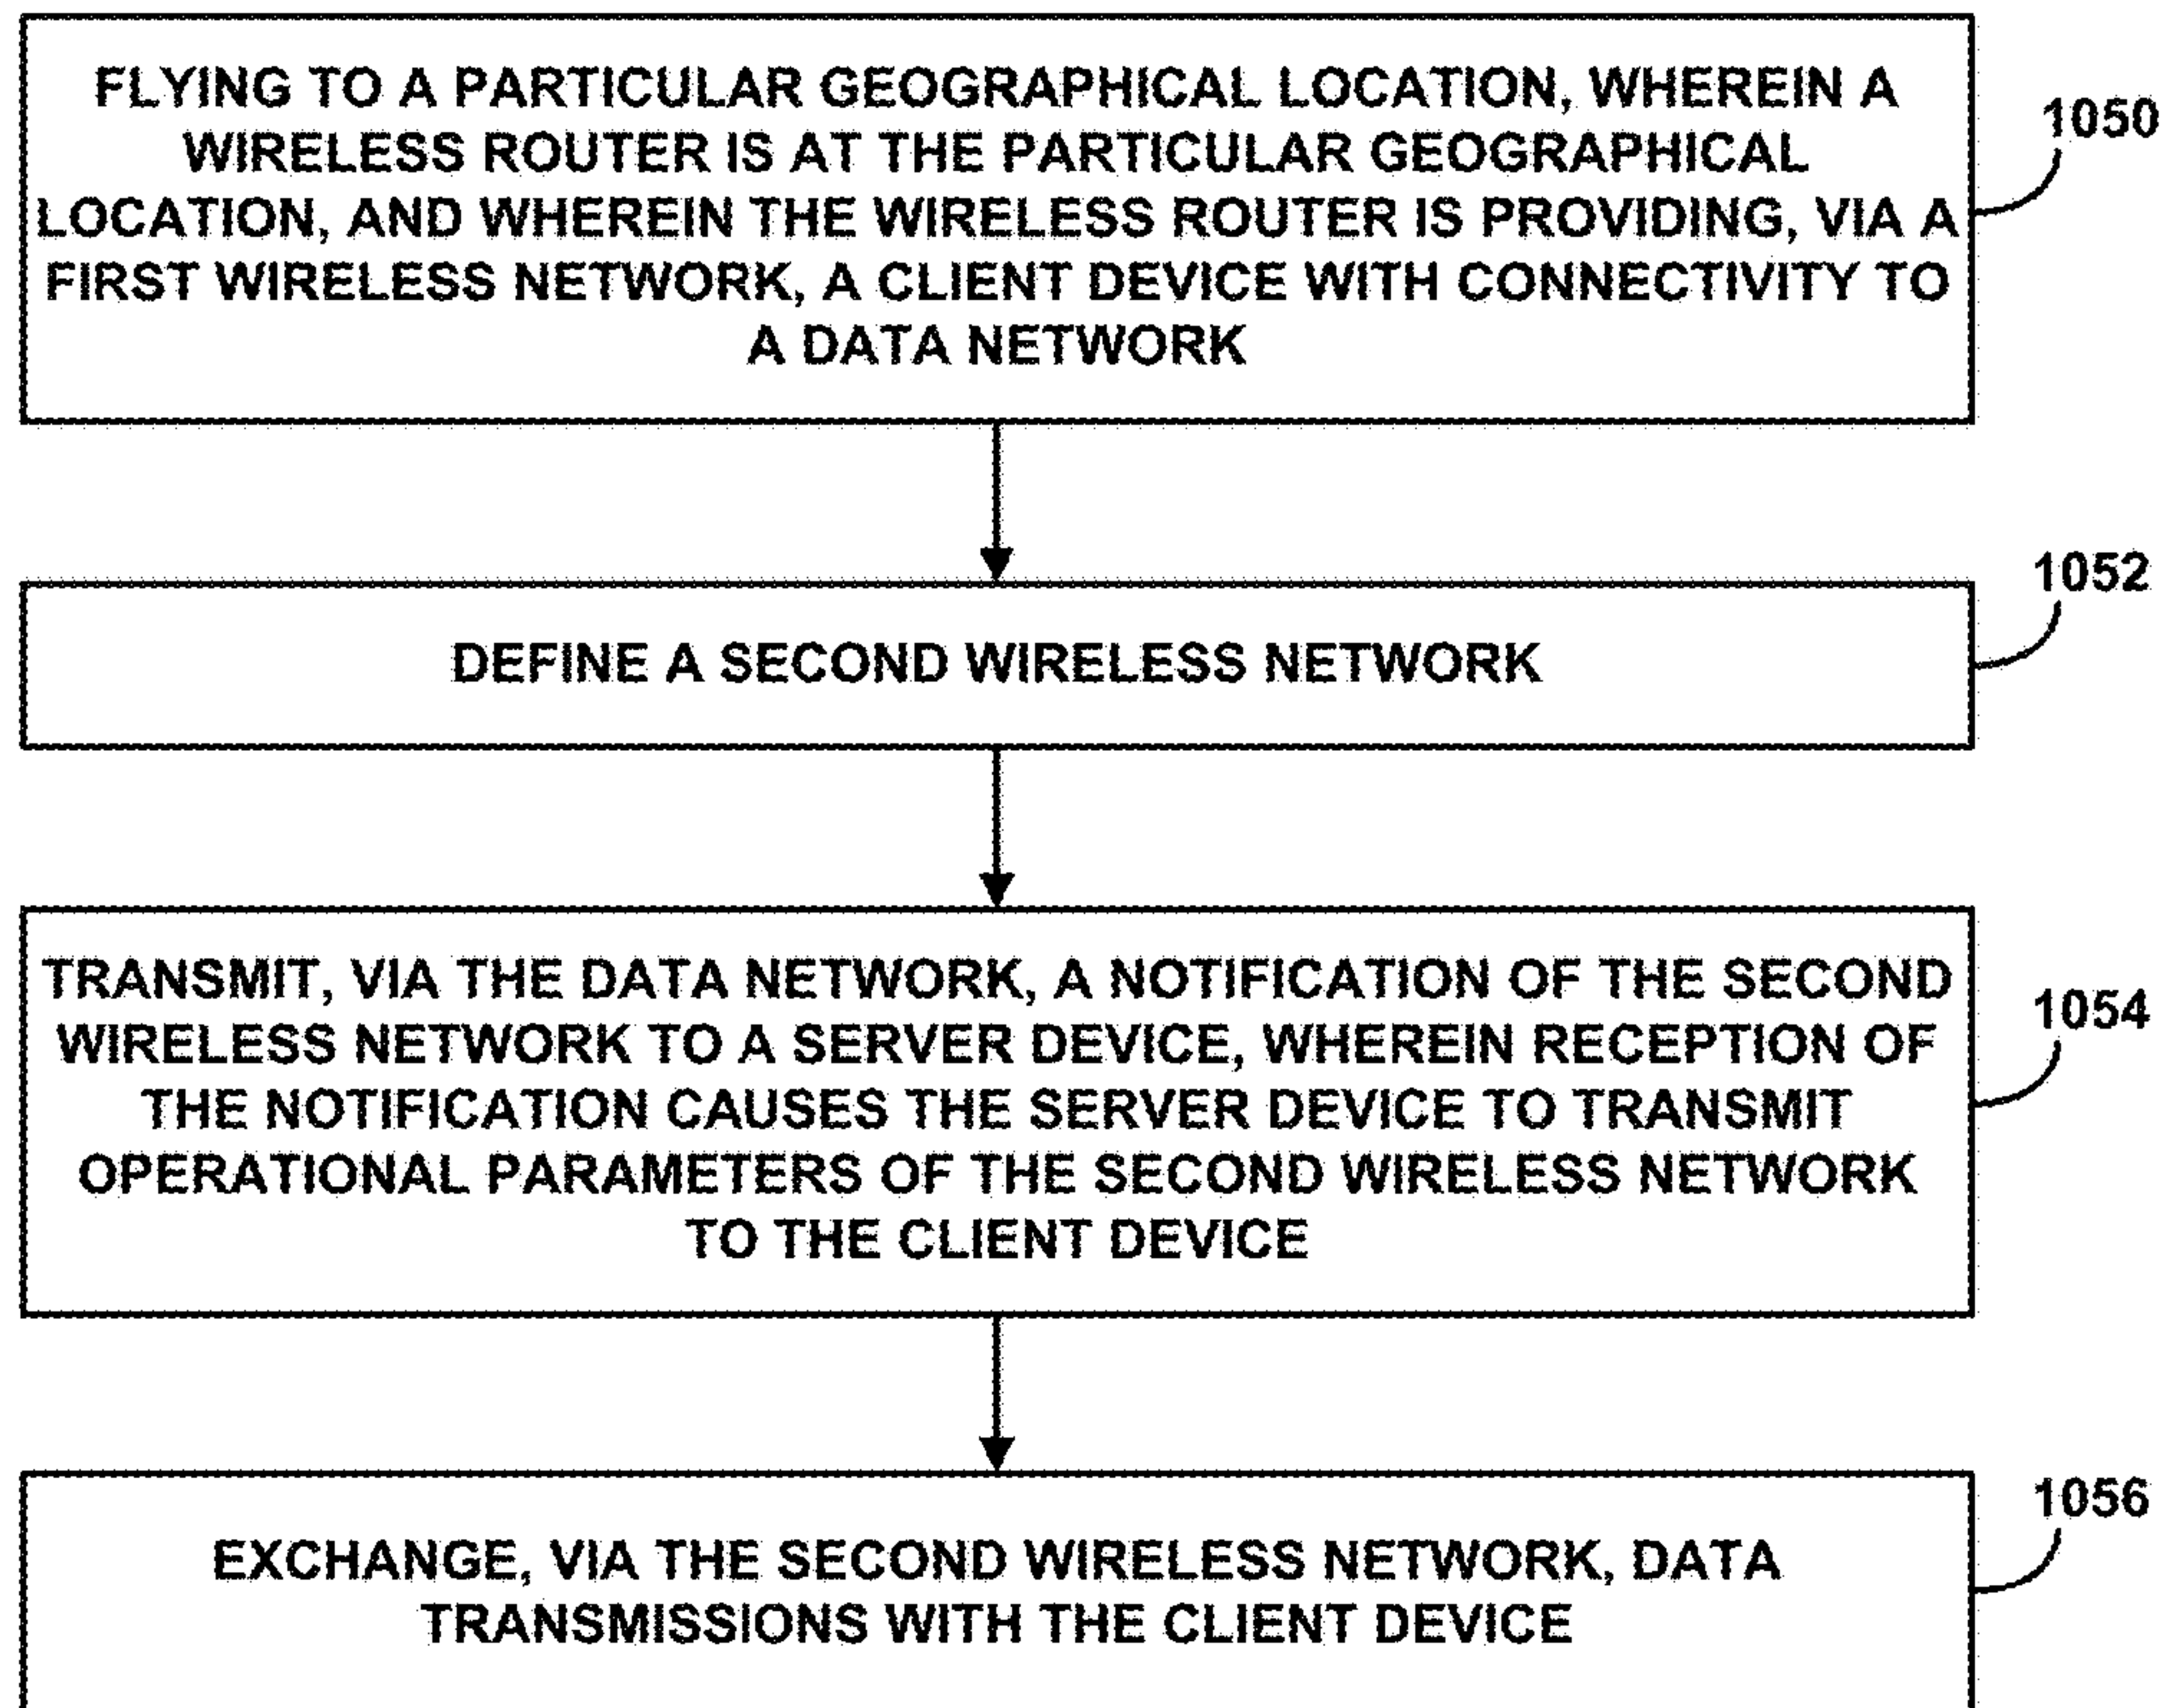 FLYING TO A PARTICULAR GEOGRAPHICAL LOCATION, WHEREIN A
WIRELESS ROUTER IS AT THE PARTICULAR GEOGRAPHICAL
LOCATION, AND WHEREIN THE WIRELESS ROUTER IS PROVIDING, VIA A
FIRST WIRELESS NETWORK, A CLIENT DEVICE WITH CONNECTIVITY TO
A DATA NETWORK
1050
DEFINE A SECOND WIRELESS NETWORK
1052
TRANSMIT, VIA THE DATA NETWORK, A NOTIFICATION OF THE SECOND
WIRELESS NETWORK TO A SERVER DEVICE, WHEREIN RECEPTION OF
THE NOTIFICATION CAUSES THE SERVER DEVICE TO TRANSMIT
OPERATIONAL PARAMETERS OF THE SECOND WIRELESS NETWORK
TO THE CLIENT DEVICE
1054
EXCHANGE, VIA THE SECOND WIRELESS NETWORK, DATA
TRANSMISSIONS WITH THE CLIENT DEVICE
1056